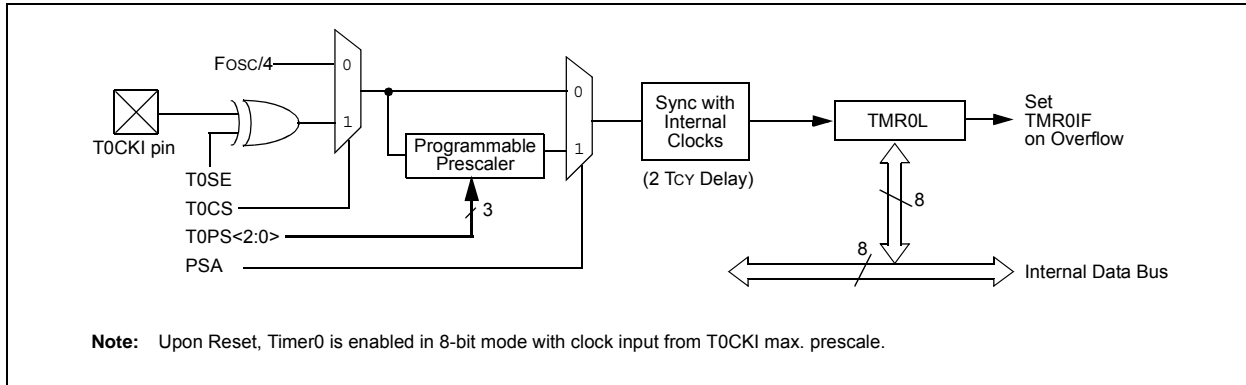 FOSC/4
0
1
T0CKI pin
T0SE
T0CS
T0PS<2:0>
PSA
Programmable
Prescaler
3
0
1
Sync with
Internal
Clocks
(2 TCY Delay)
TMR0L
Set
TMR0IF
on Overflow
8
8
Internal Data Bus
Note: Upon Reset, Timer0 is enabled in 8-bit mode with clock input from T0CKI max. prescale.